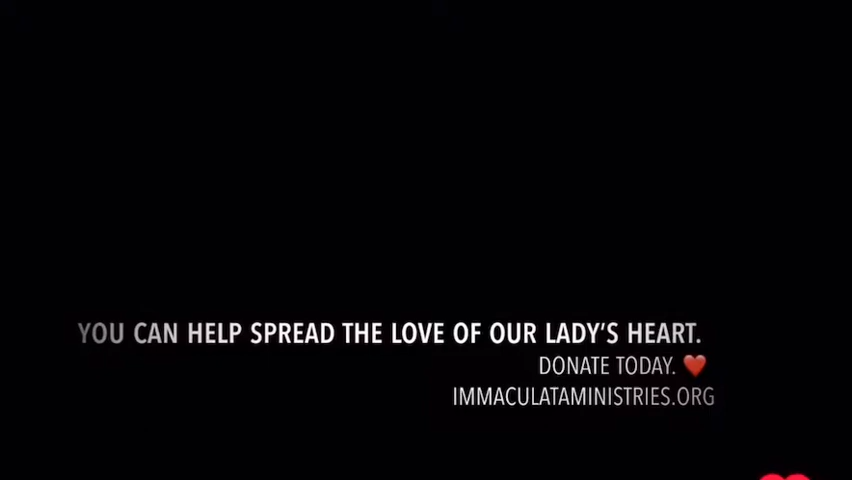 YOU CAN HELP SPREAD THE LOVE OF OUR LADY'S HEART.
DONATE TODAY. ❤️
IMMACULATAMINISTRIES.ORG